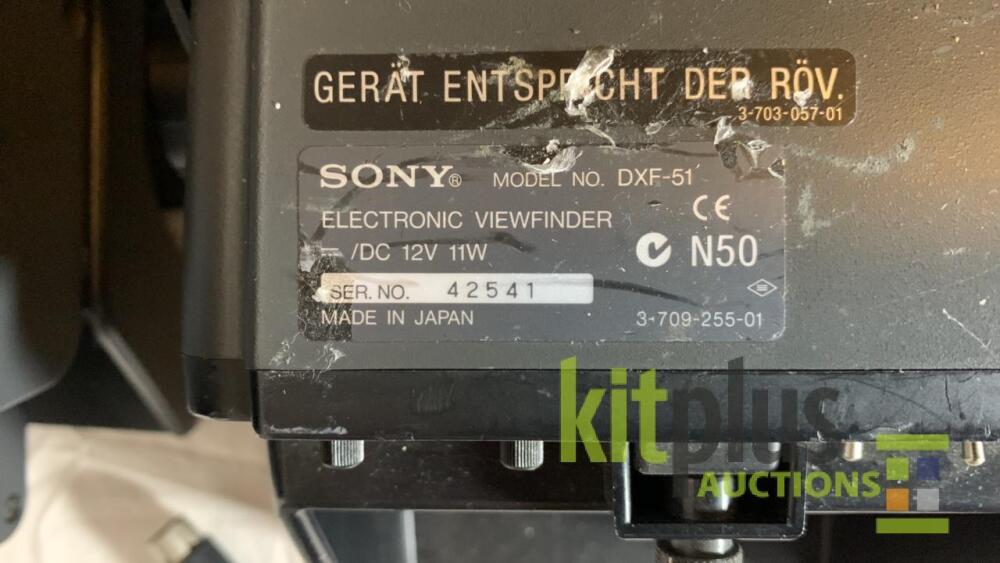 GERÄT ENTSPRICHT DER RÖV.
3-703-057-01
SONY® MODEL NO. DXF-51
ELECTRONIC VIEWFINDER
⎓ /DC 12V 11W
CE
N50
SER. NO. 42541
MADE IN JAPAN
3-709-255-01
kitplus
AUCTIONS